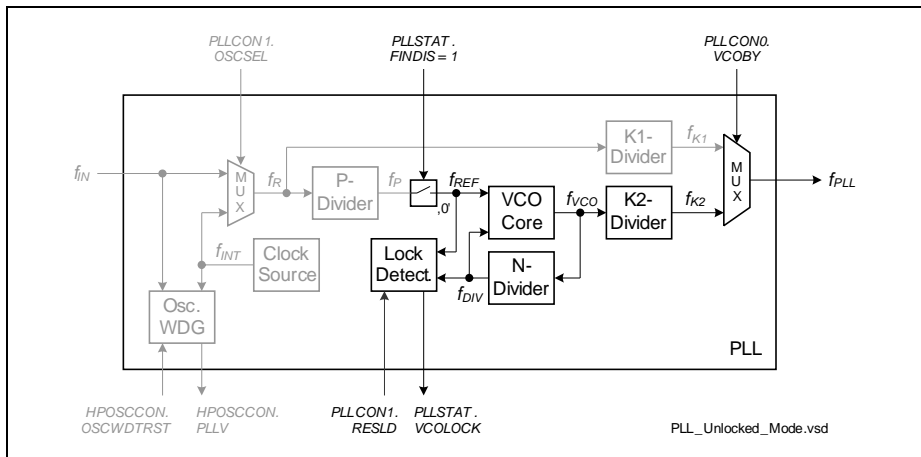 PLLCON1.
OSCSEL
PLLSTAT.
FINDIS = 1
PLLCON0.
VCOBY
fIN
MUX
fR
P-
Divider
fP
,0'
fREF
VCO
Core
fVCO
K1-
Divider
fK1
K2-
Divider
fK2
MUX
fPLL
fINT
Clock
Source
Lock
Detect.
fDIV
N-
Divider
Osc.
WDG
PLL
HPOSCCON.
OSCWDTRST
HPOSCCON.
PLLV
PLLCON1.
RESLD
PLLSTAT.
VCOLOCK
PLL_Unlocked_Mode.vsd